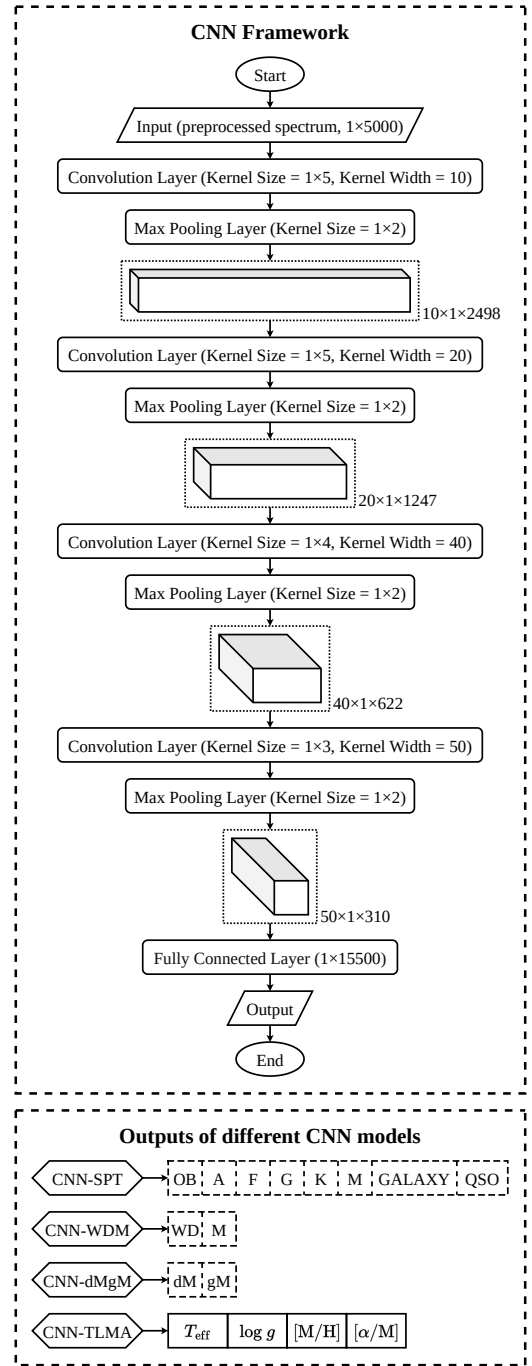 CNN Framework
Start
Input (preprocessed spectrum, 1×5000)
Convolution Layer (Kernel Size = 1×5, Kernel Width = 10)
Max Pooling Layer (Kernel Size = 1×2)
10×1×2498
Convolution Layer (Kernel Size = 1×5, Kernel Width = 20)
Max Pooling Layer (Kernel Size = 1×2)
20×1×1247
Convolution Layer (Kernel Size = 1×4, Kernel Width = 40)
Max Pooling Layer (Kernel Size = 1×2)
40×1×622
Convolution Layer (Kernel Size = 1×3, Kernel Width = 50)
Max Pooling Layer (Kernel Size = 1×2)
50×1×310
Fully Connected Layer (1×15500)
Output
End
Outputs of different CNN models
CNN-SPT OB A F G K M GALAXY QSO
CNN-WDM WD M
CNN-dMgM dM gM
CNN-TLMA T_eff log g [M/H] [α/M]